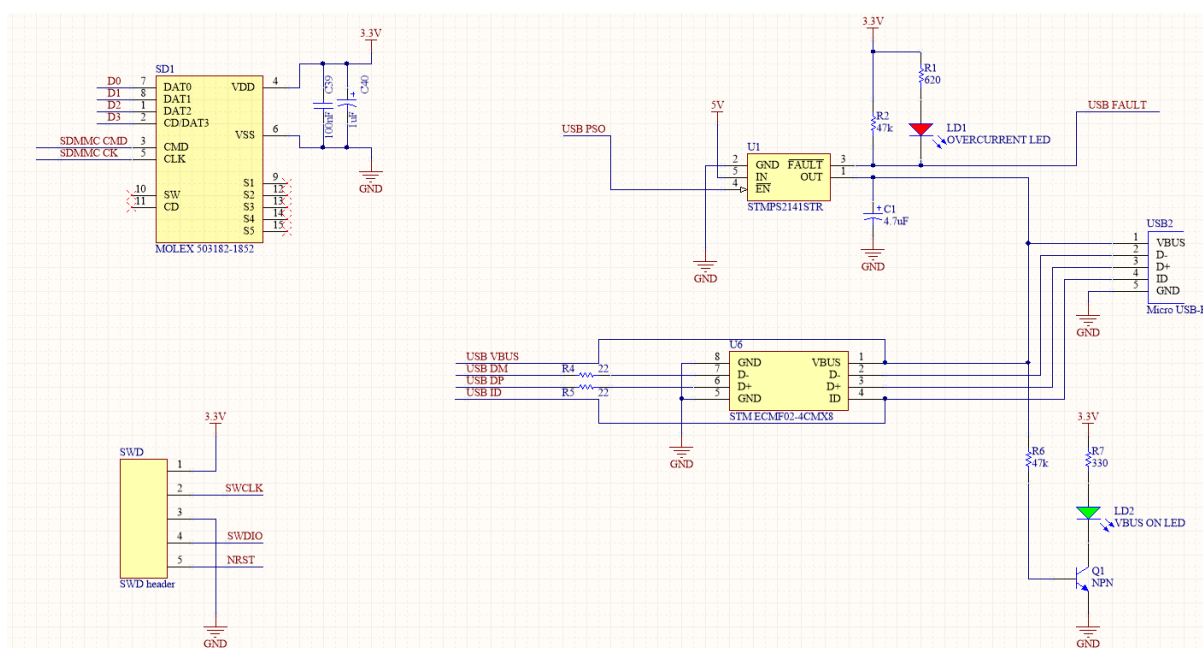 SD1
D0 7 DAT0 VDD 4
D1 8 DAT1
D2 1 DAT2
D3 2 CD/DAT3
VSS 6
SDMMC CMD 3 CMD
SDMMC CK 5 CLK
S1 9
10 SW S2 12
11 CD S3 13
S4 14
S5 15
MOLEX 503182-1852
3.3V
C39
100nF
+
C40
1uF
GND
3.3V
R1
620
R2
47k
LD1
OVERCURRENT LED
USB FAULT
5V
USB PSO
U1
2 GND FAULT 3
5 IN OUT 1
4 EN
STMPS2141STR
GND
+ C1
4.7uF
GND
USB2
1 VBUS
2 D-
3 D+
4 ID
5 GND
Micro USB-
GND
U6
USB VBUS 8 GND VBUS 1
USB DM R4 22 7 D- D- 2
USB DP 6 D+ D+ 3
USB ID R5 22 5 GND ID 4
STM ECMF02-4CMX8
GND
R6
47k
3.3V
R7
330
LD2
VBUS ON LED
Q1
NPN
GND
3.3V
SWD
1
2 SWCLK
3
4 SWDIO
5 NRST
SWD header
GND